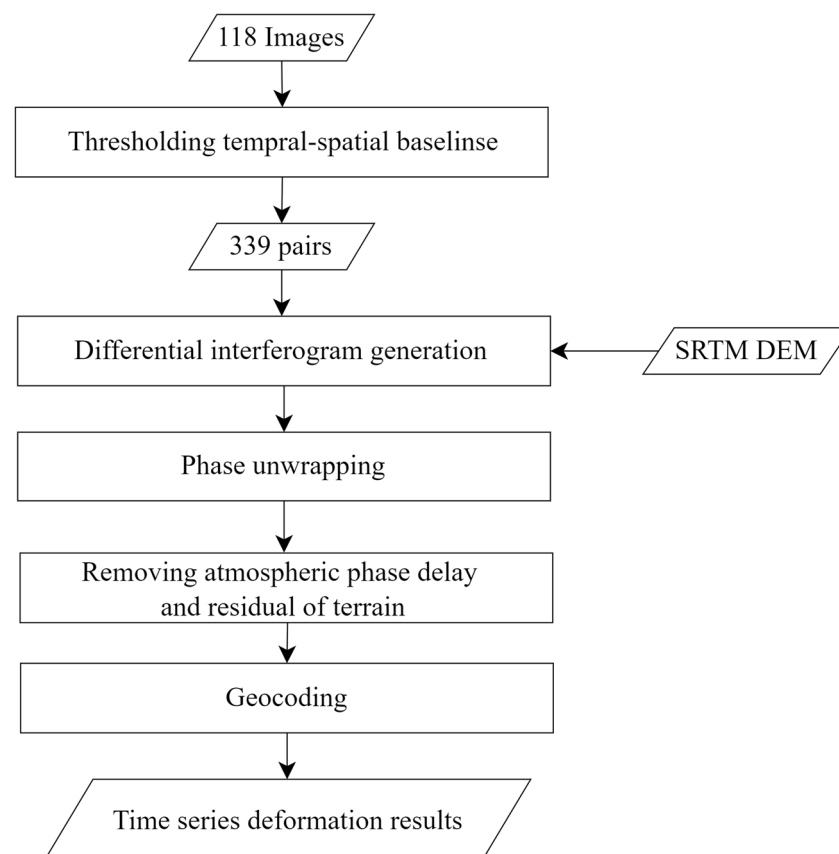 118 Images
Thresholding tempral-spatial baselinse
339 pairs
Differential interferogram generation
SRTM DEM
Phase unwrapping
Removing atmospheric phase delay
and residual of terrain
Geocoding
Time series deformation results